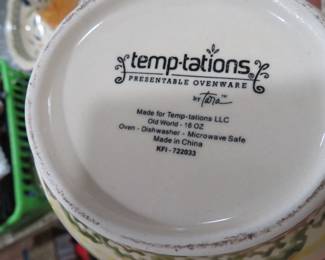 temp-tations®
PRESENTABLE OVENWARE
by Tara™
Made for Temp-tations LLC
Old World - 16 OZ
Oven - Dishwasher - Microwave Safe
Made in China
KFI - 722033